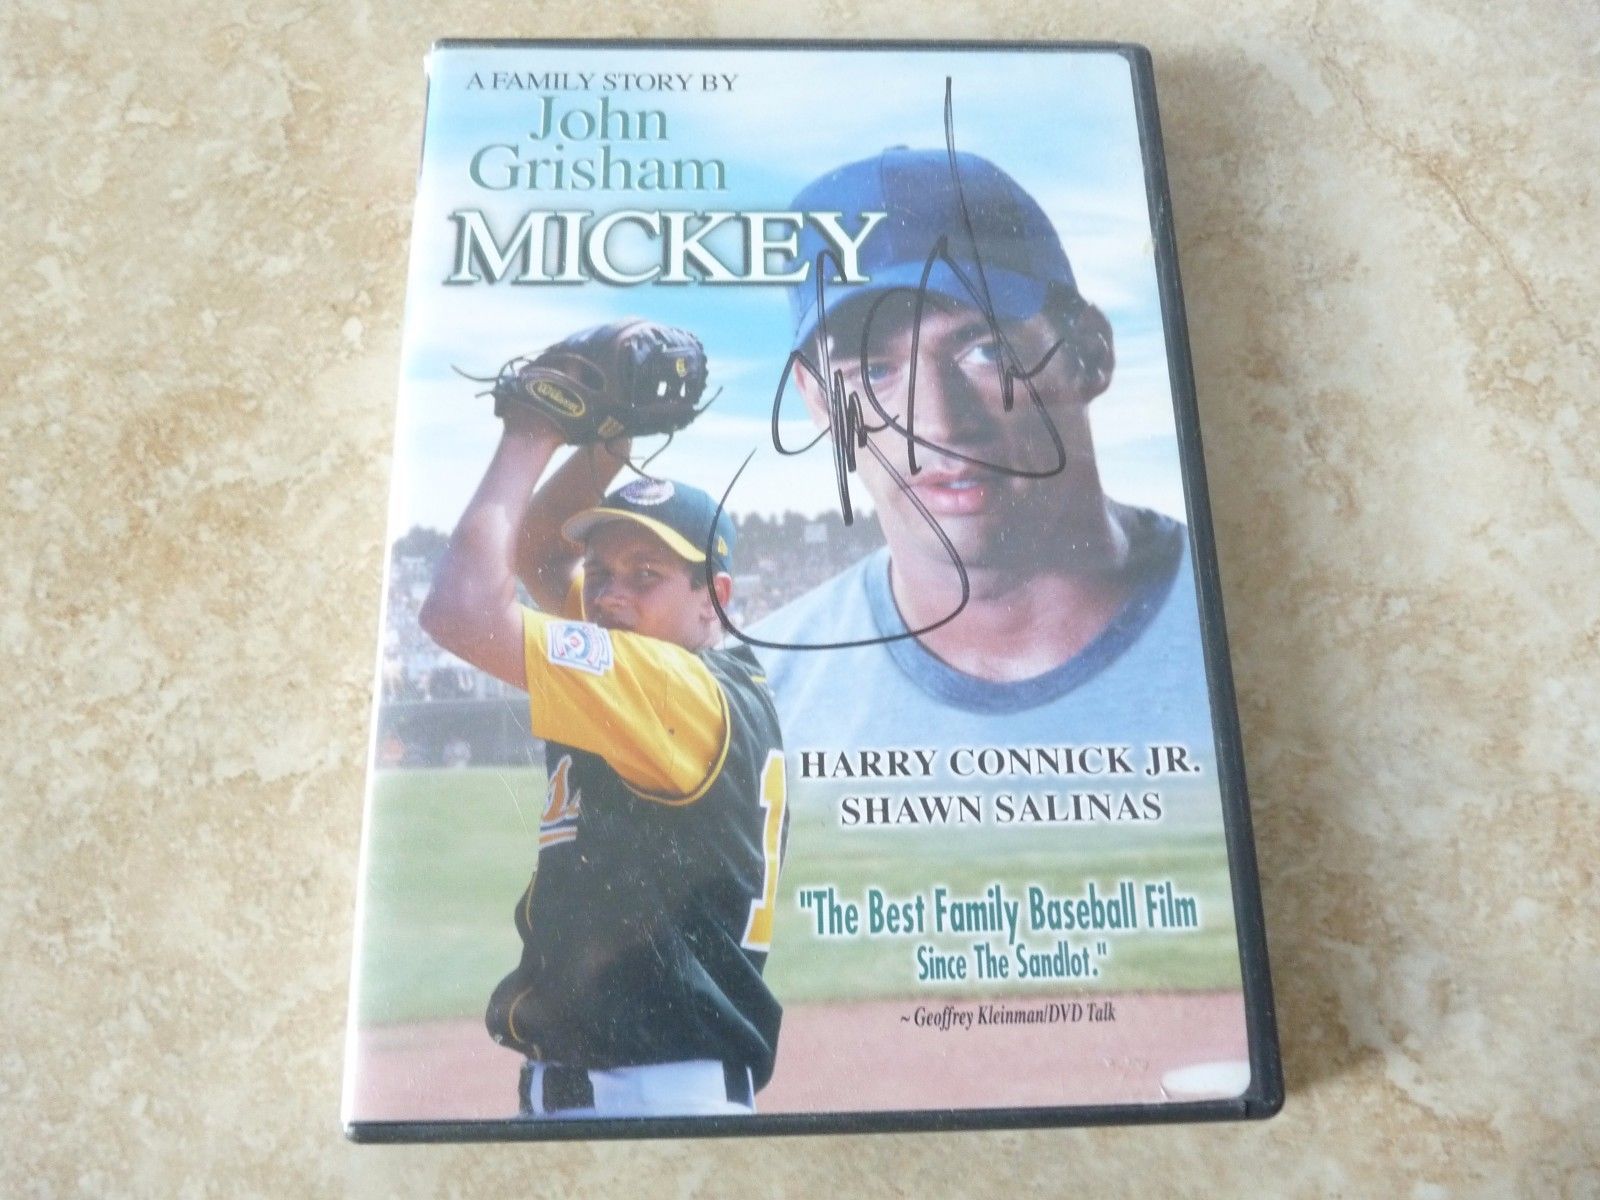 A FAMILY STORY BY
John
Grisham
MICKEY
Wilson
HARRY CONNICK JR.
SHAWN SALINAS
"The Best Family Baseball Film
Since The Sandlot."
~ Geoffrey Kleinman/DVD Talk